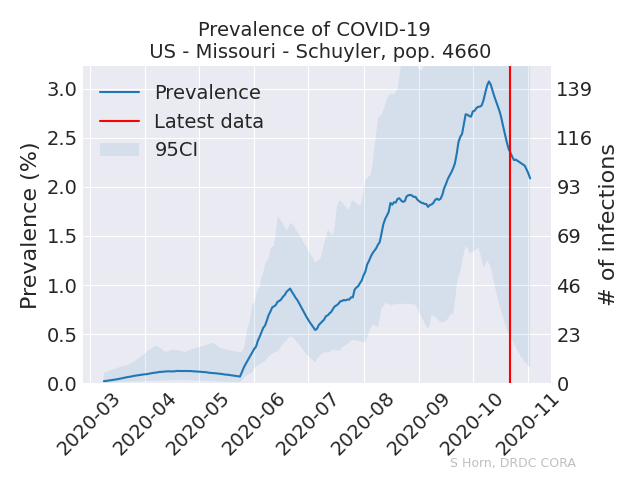 Prevalence of COVID-19
US - Missouri - Schuyler, pop. 4660
Prevalence (%)
3.0
2.5
2.0
1.5
1.0
0.5
0.0
Prevalence
Latest data
95CI
139
116
93
69
46
23
0
# of infections
2020-03
2020-04
2020-05
2020-06
2020-07
2020-08
2020-09
2020-10
2020-11
S Horn, DRDC CORA